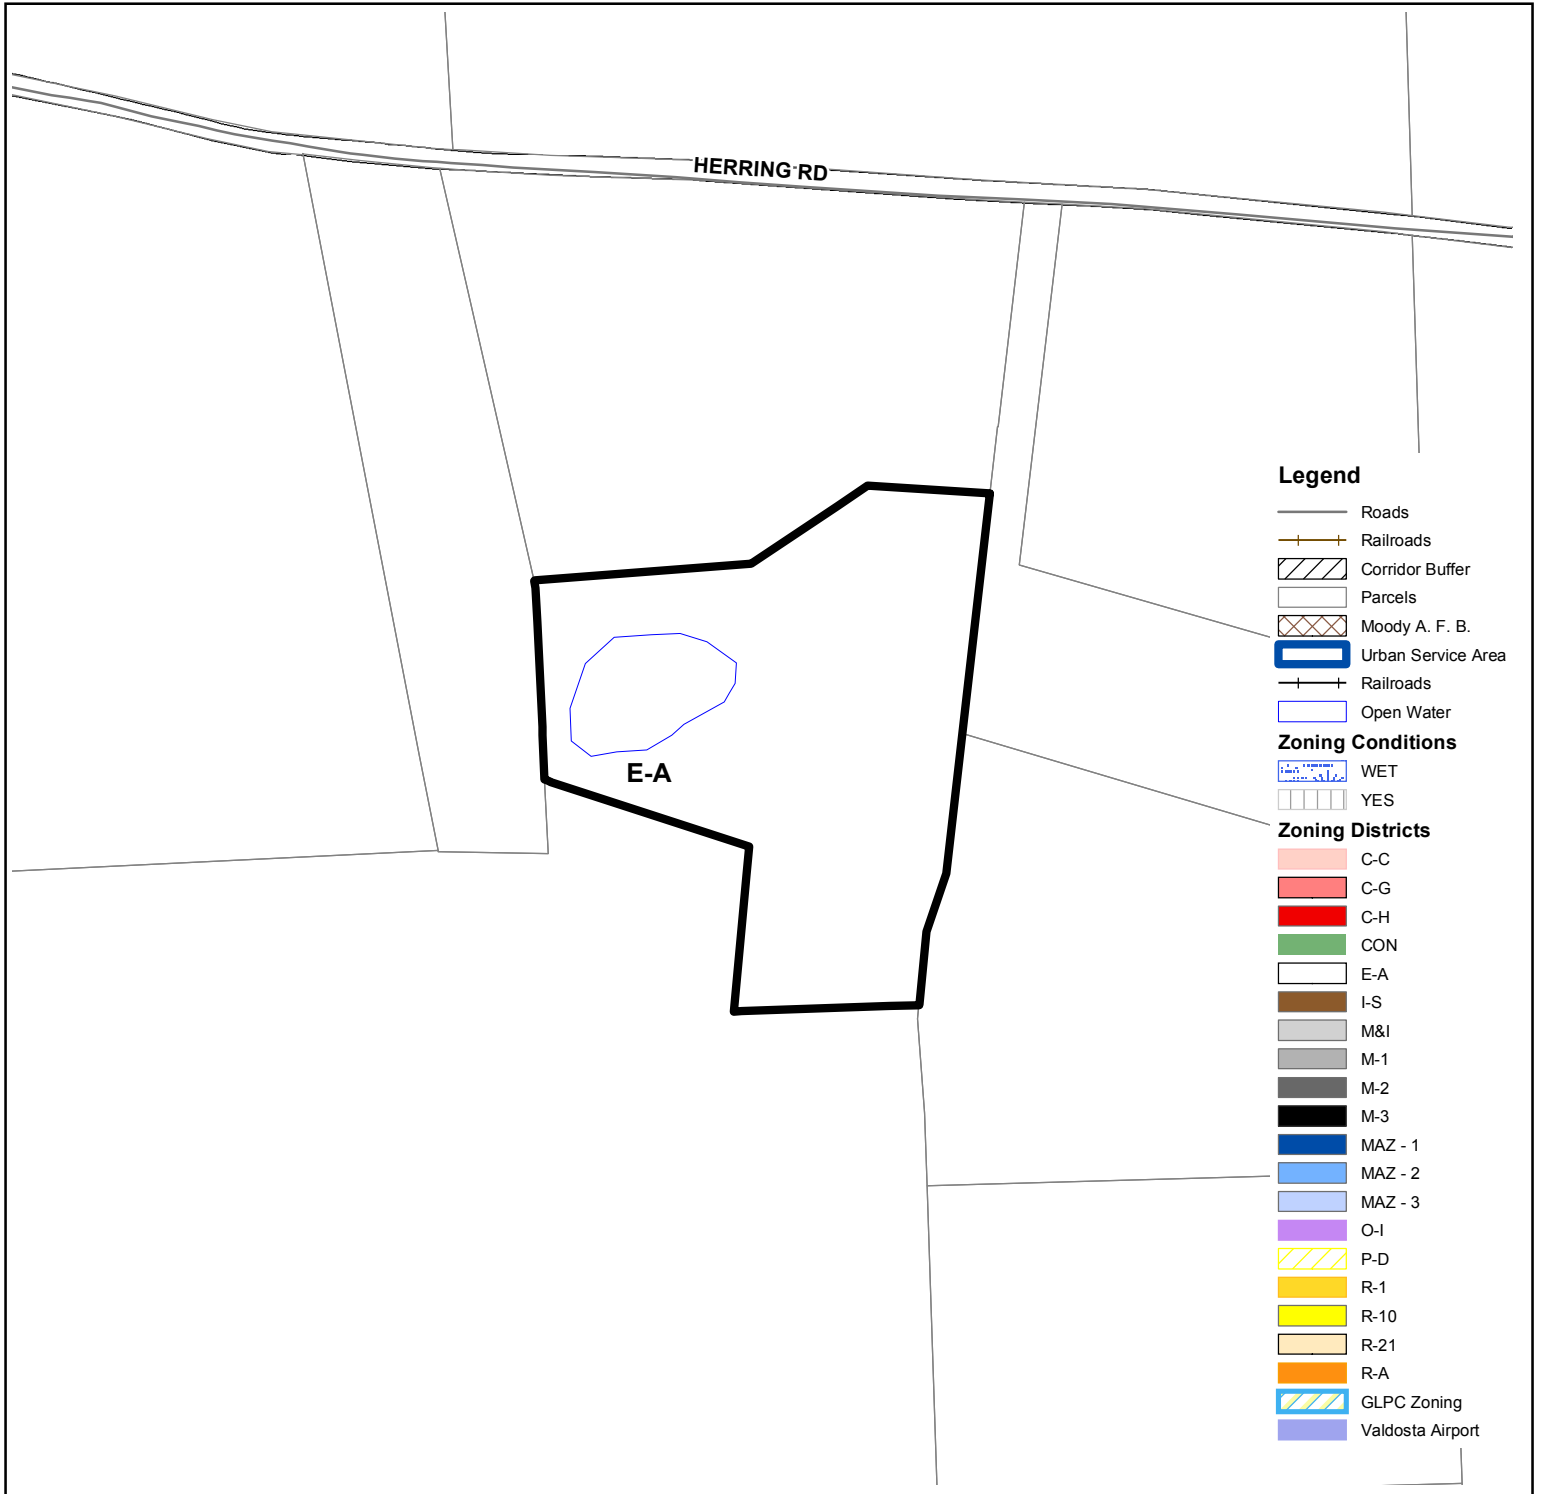 HERRING RD
E-A
Legend
Roads
Railroads
Corridor Buffer
Parcels
Moody A. F. B.
Urban Service Area
Railroads
Open Water
Zoning Conditions
WET
YES
Zoning Districts
C-C
C-G
C-H
CON
E-A
I-S
M&I
M-1
M-2
M-3
MAZ - 1
MAZ - 2
MAZ - 3
O-I
P-D
R-1
R-10
R-21
R-A
GLPC Zoning
Valdosta Airport